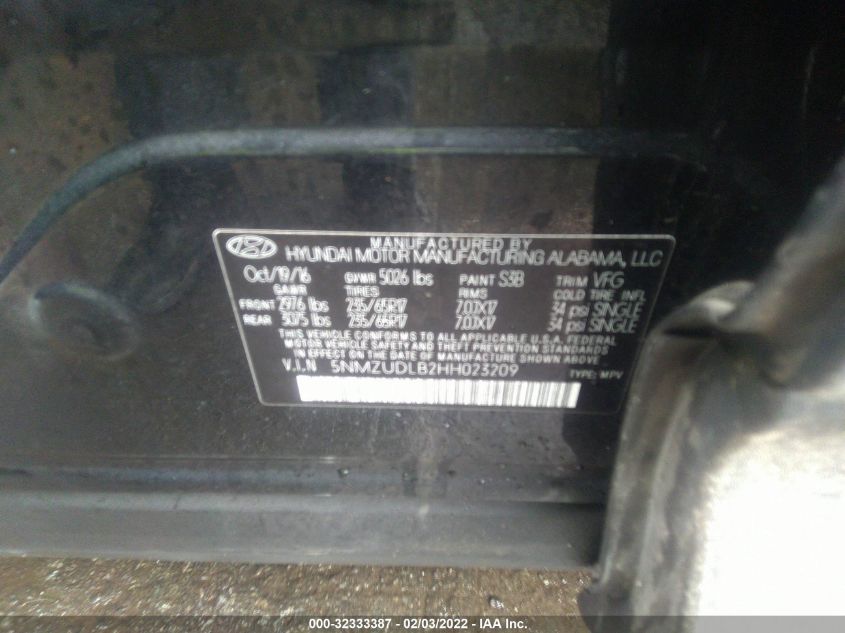 MANUFACTURED BY
HYUNDAI MOTOR MANUFACTURING ALABAMA, LLC
Oct/19/16 GVWR 5026 lbs PAINT S3B TRIM VFG
GAWR TIRES RIMS COLD TIRE INFL
FRONT 2976 lbs 235/65R17 7.0JX17 34 psi SINGLE
REAR 3075 lbs 235/65R17 7.0JX17 34 psi SINGLE
THIS VEHICLE CONFORMS TO ALL APPLICABLE U.S.A. FEDERAL
MOTOR VEHICLE SAFETY AND THEFT PREVENTION STANDARDS
IN EFFECT ON THE DATE OF MANUFACTURE SHOWN ABOVE
V.I.N 5NMZUDLB2HH023209 TYPE: MPV
000-32333387 - 02/03/2022 - IAAI Corp.